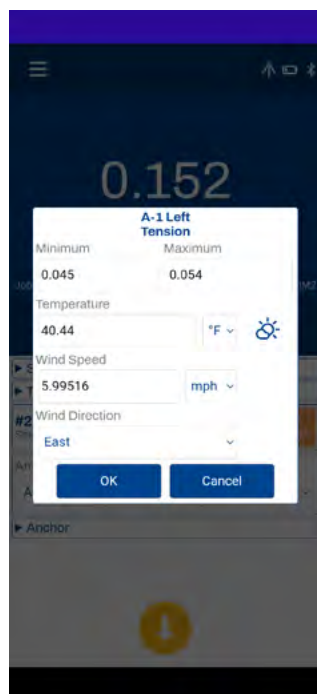 0.152
A-1 Left
Tension
Minimum Maximum
0.045 0.054
Temperature
40.44 °F
Wind Speed
5.99516 mph
Wind Direction
East
OK Cancel
#2
Anchor